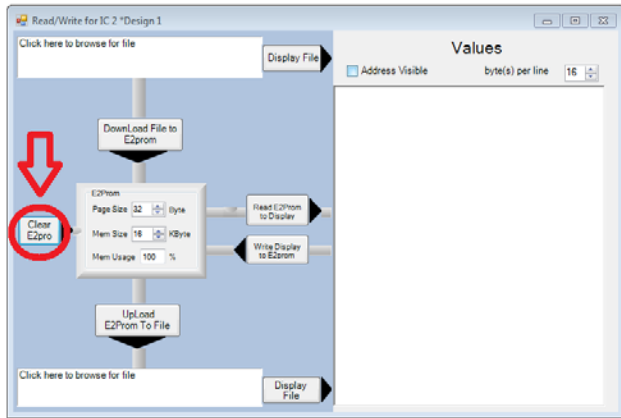 Read/Write for IC 2 *Design 1
Click here to browse for file
Display File
Values
Address Visible
byte(s) per line
16
DownLoad File to
E2prom
E2Prom
Page Size 32 Byte
Mem Size 16 KByte
Mem Usage 100 %
Clear
E2pro
Read E2Prom
to Display
Write Display
to E2prom
UpLoad
E2Prom To File
Click here to browse for file
Display
File